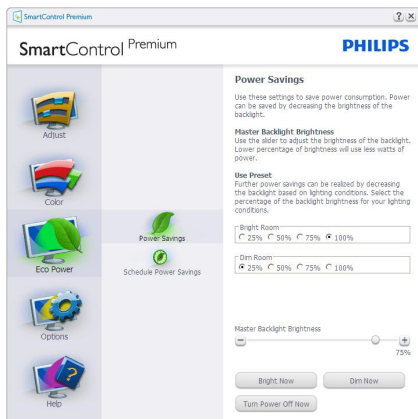 SmartControl Premium
? ×
SmartControl Premium
PHILIPS
Adjust
Color
Eco Power
Options
Help
Power Savings
Schedule Power Savings
Power Savings
Use these settings to save power consumption. Power
can be saved by decreasing the brightness of the
backlight.
Master Backlight Brightness
Use the slider to adjust the brightness of the backlight.
Lower percentage of brightness will use less watts of
power.
Use Preset
Further power savings can be realized by decreasing
the backlight based on lighting conditions. Select the
percentage of the backlight brightness for your lighting
conditions.
Bright Room
25% 50% 75% 100%
Dim Room
25% 50% 75% 100%
Master Backlight Brightness
75%
Bright Now Dim Now
Turn Power Off Now